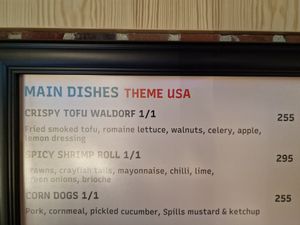 MAIN DISHES THEME USA
CRISPY TOFU WALDORF 1/1 255
Fried smoked tofu, romaine lettuce, walnuts, celery, apple,
lemon dressing
SPICY SHRIMP ROLL 1/1 295
Prawns, crayfish tails, mayonnaise, chilli, lime,
green onions, brioche
CORN DOGS 1/1 255
Pork, cornmeal, pickled cucumber, Spills mustard & ketchup